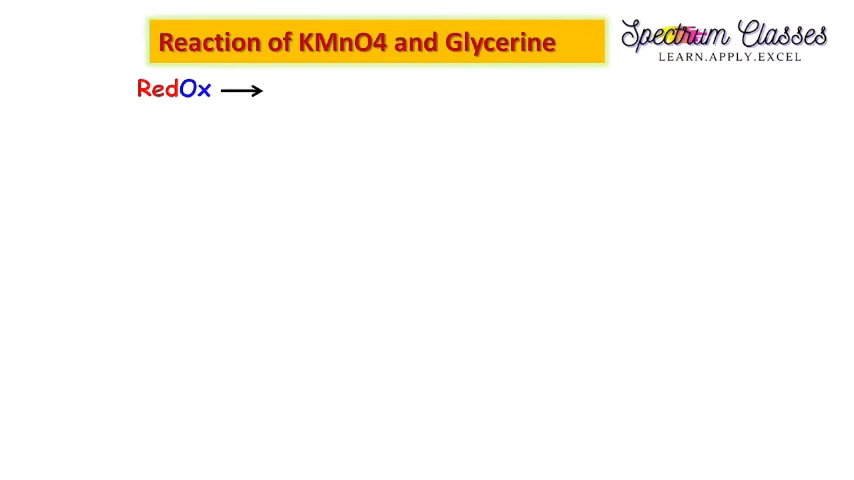 Reaction of KMnO4 and Glycerine
Spectrum Classes
LEARN.APPLY.EXCEL
RedOx